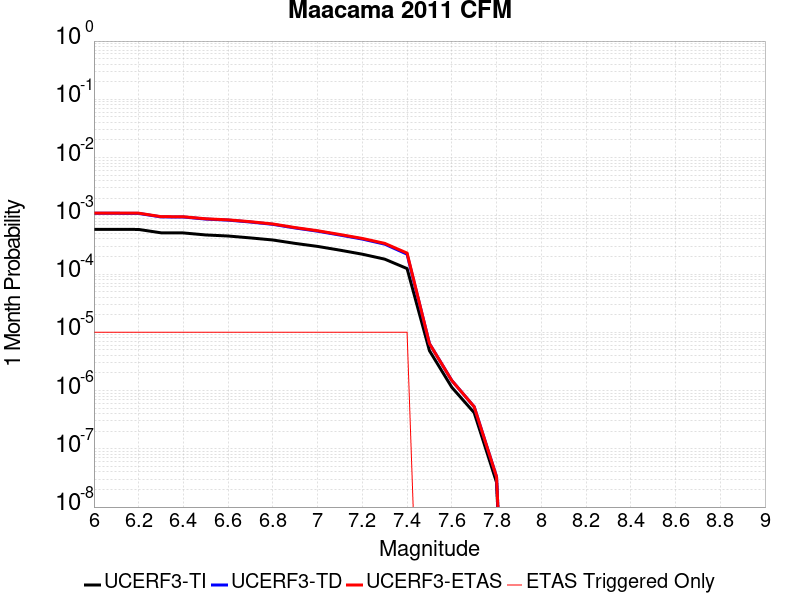 Maacama 2011 CFM
10^0
10^-1
10^-2
10^-3
10^-4
10^-5
10^-6
10^-7
10^-8
1 Month Probability
6 6.2 6.4 6.6 6.8 7 7.2 7.4 7.6 7.8 8 8.2 8.4 8.6 8.8 9
Magnitude
UCERF3-TI UCERF3-TD UCERF3-ETAS ETAS Triggered Only